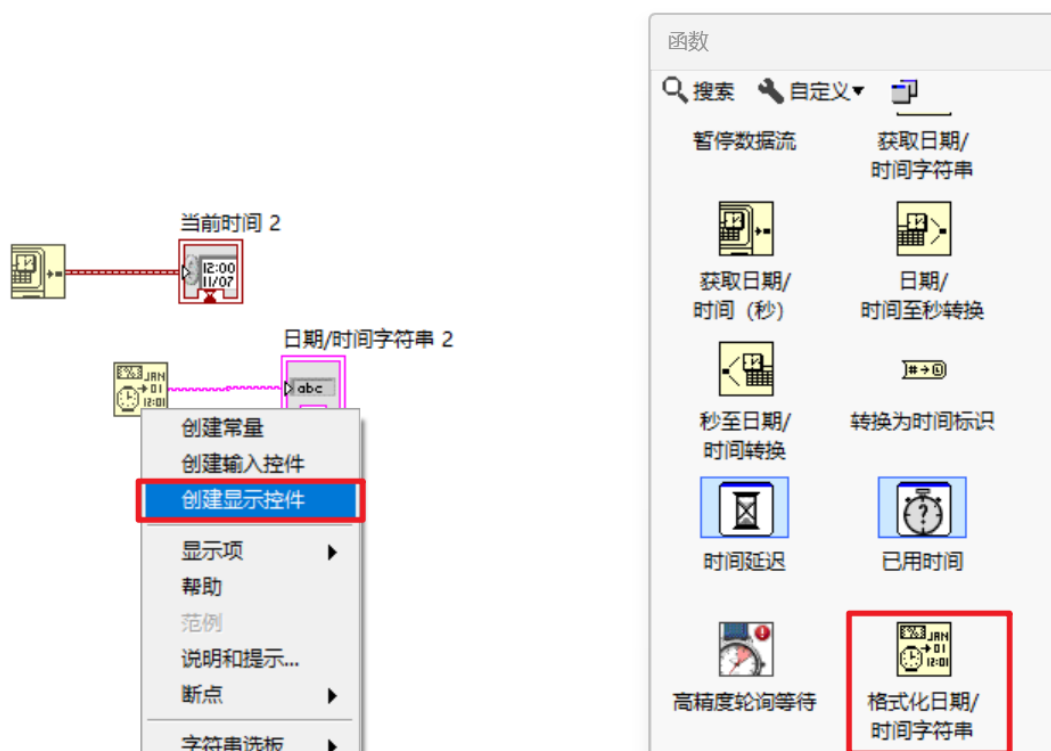 当前时间 2
12:00
11/07
日期/时间字符串 2
JAN
01
12:01
abc
创建常量
创建输入控件
创建显示控件
显示项
帮助
范例
说明和提示...
断点
字符串选板
函数
搜索
自定义
暂停数据流
获取日期/
时间字符串
获取日期/
时间（秒）
日期/
时间至秒转换
秒至日期/
时间转换
转换为时间标识
时间延迟
?
已用时间
高精度轮询等待
JAN
01
12:01
格式化日期/
时间字符串